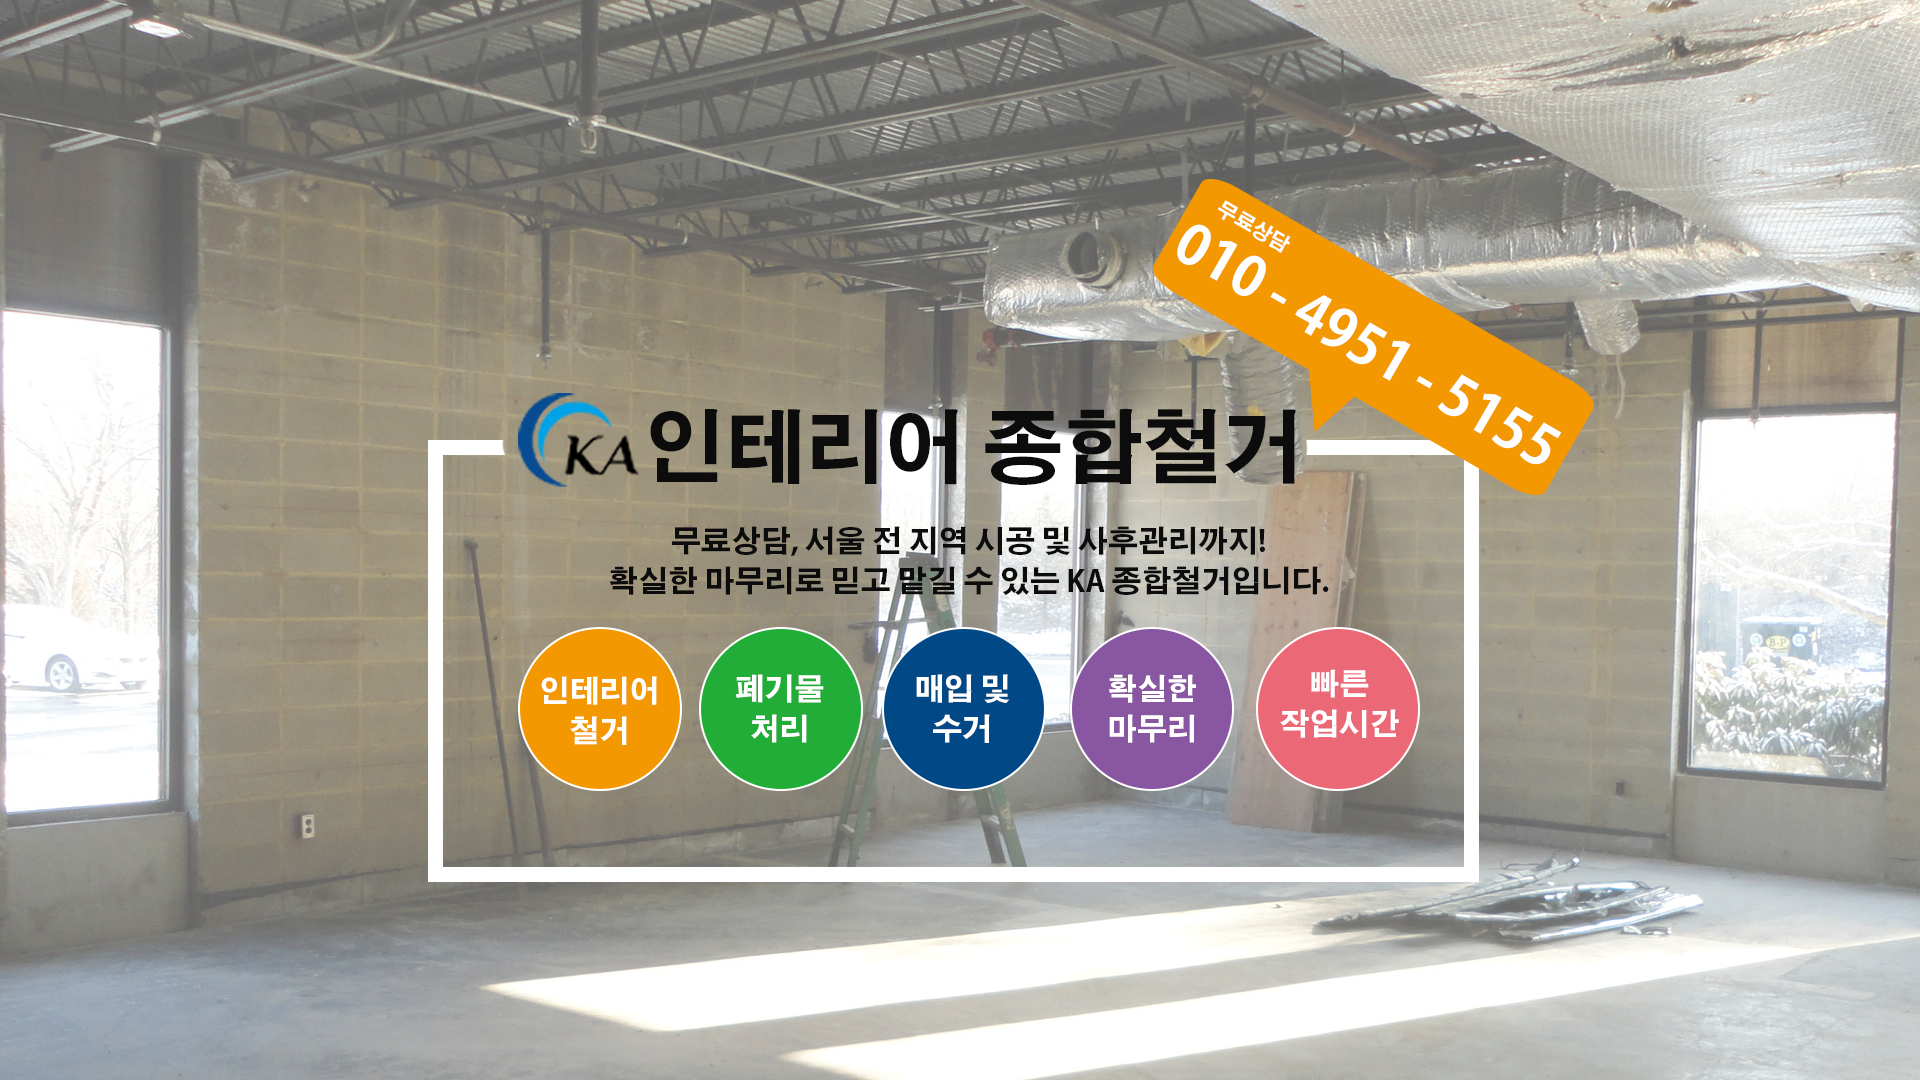 무료상담
010 - 4951 - 5155
KA 인테리어 종합철거
무료상담, 서울 전 지역 시공 및 사후관리까지!
확실한 마무리로 믿고 맡길 수 있는 KA 종합철거입니다.
인테리어
철거
폐기물
처리
매입 및
수거
확실한
마무리
빠른
작업시간